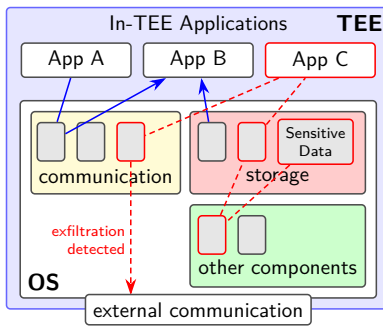 In-TEE Applications
TEE
App A
App B
App C
Sensitive
Data
communication
storage
exfiltration
detected
other components
OS
external communication